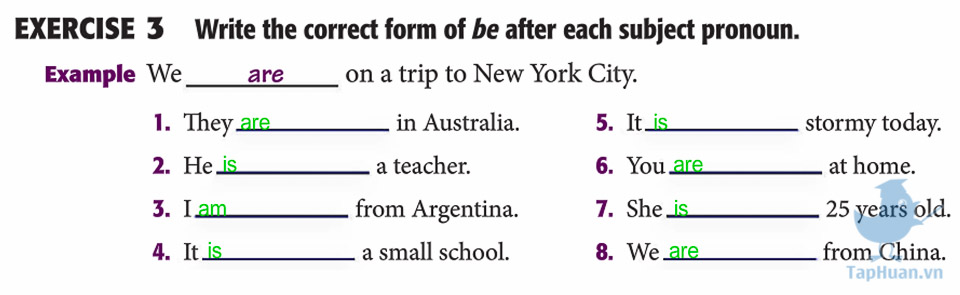 EXERCISE 3 Write the correct form of be after each subject pronoun.
Example We are on a trip to New York City.
1. They are in Australia.
2. He is a teacher.
3. I am from Argentina.
4. It is a small school.
5. It is stormy today.
6. You are at home.
7. She is 25 years old.
8. We are from China.
TapHuan.vn